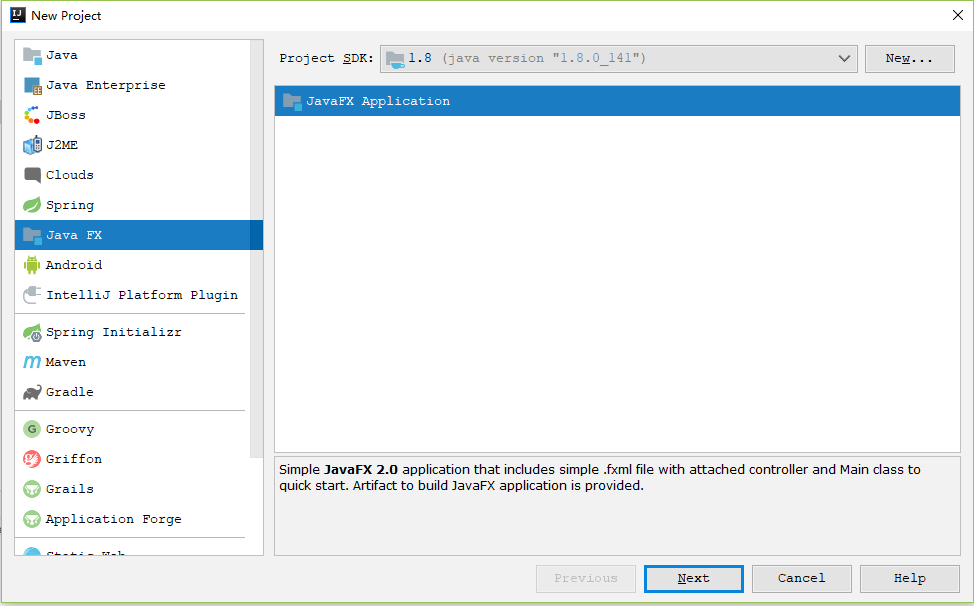 New Project
Java
Java Enterprise
JBoss
J2ME
Clouds
Spring
Java FX
Android
IntelliJ Platform Plugin
Spring Initializr
Maven
Gradle
Groovy
Griffon
Grails
Application Forge
Static Web
Project SDK: 1.8 (java version "1.8.0_141") New...
JavaFX Application
Simple JavaFX 2.0 application that includes simple .fxml file with attached controller and Main class to
quick start. Artifact to build JavaFX application is provided.
Previous Next Cancel Help